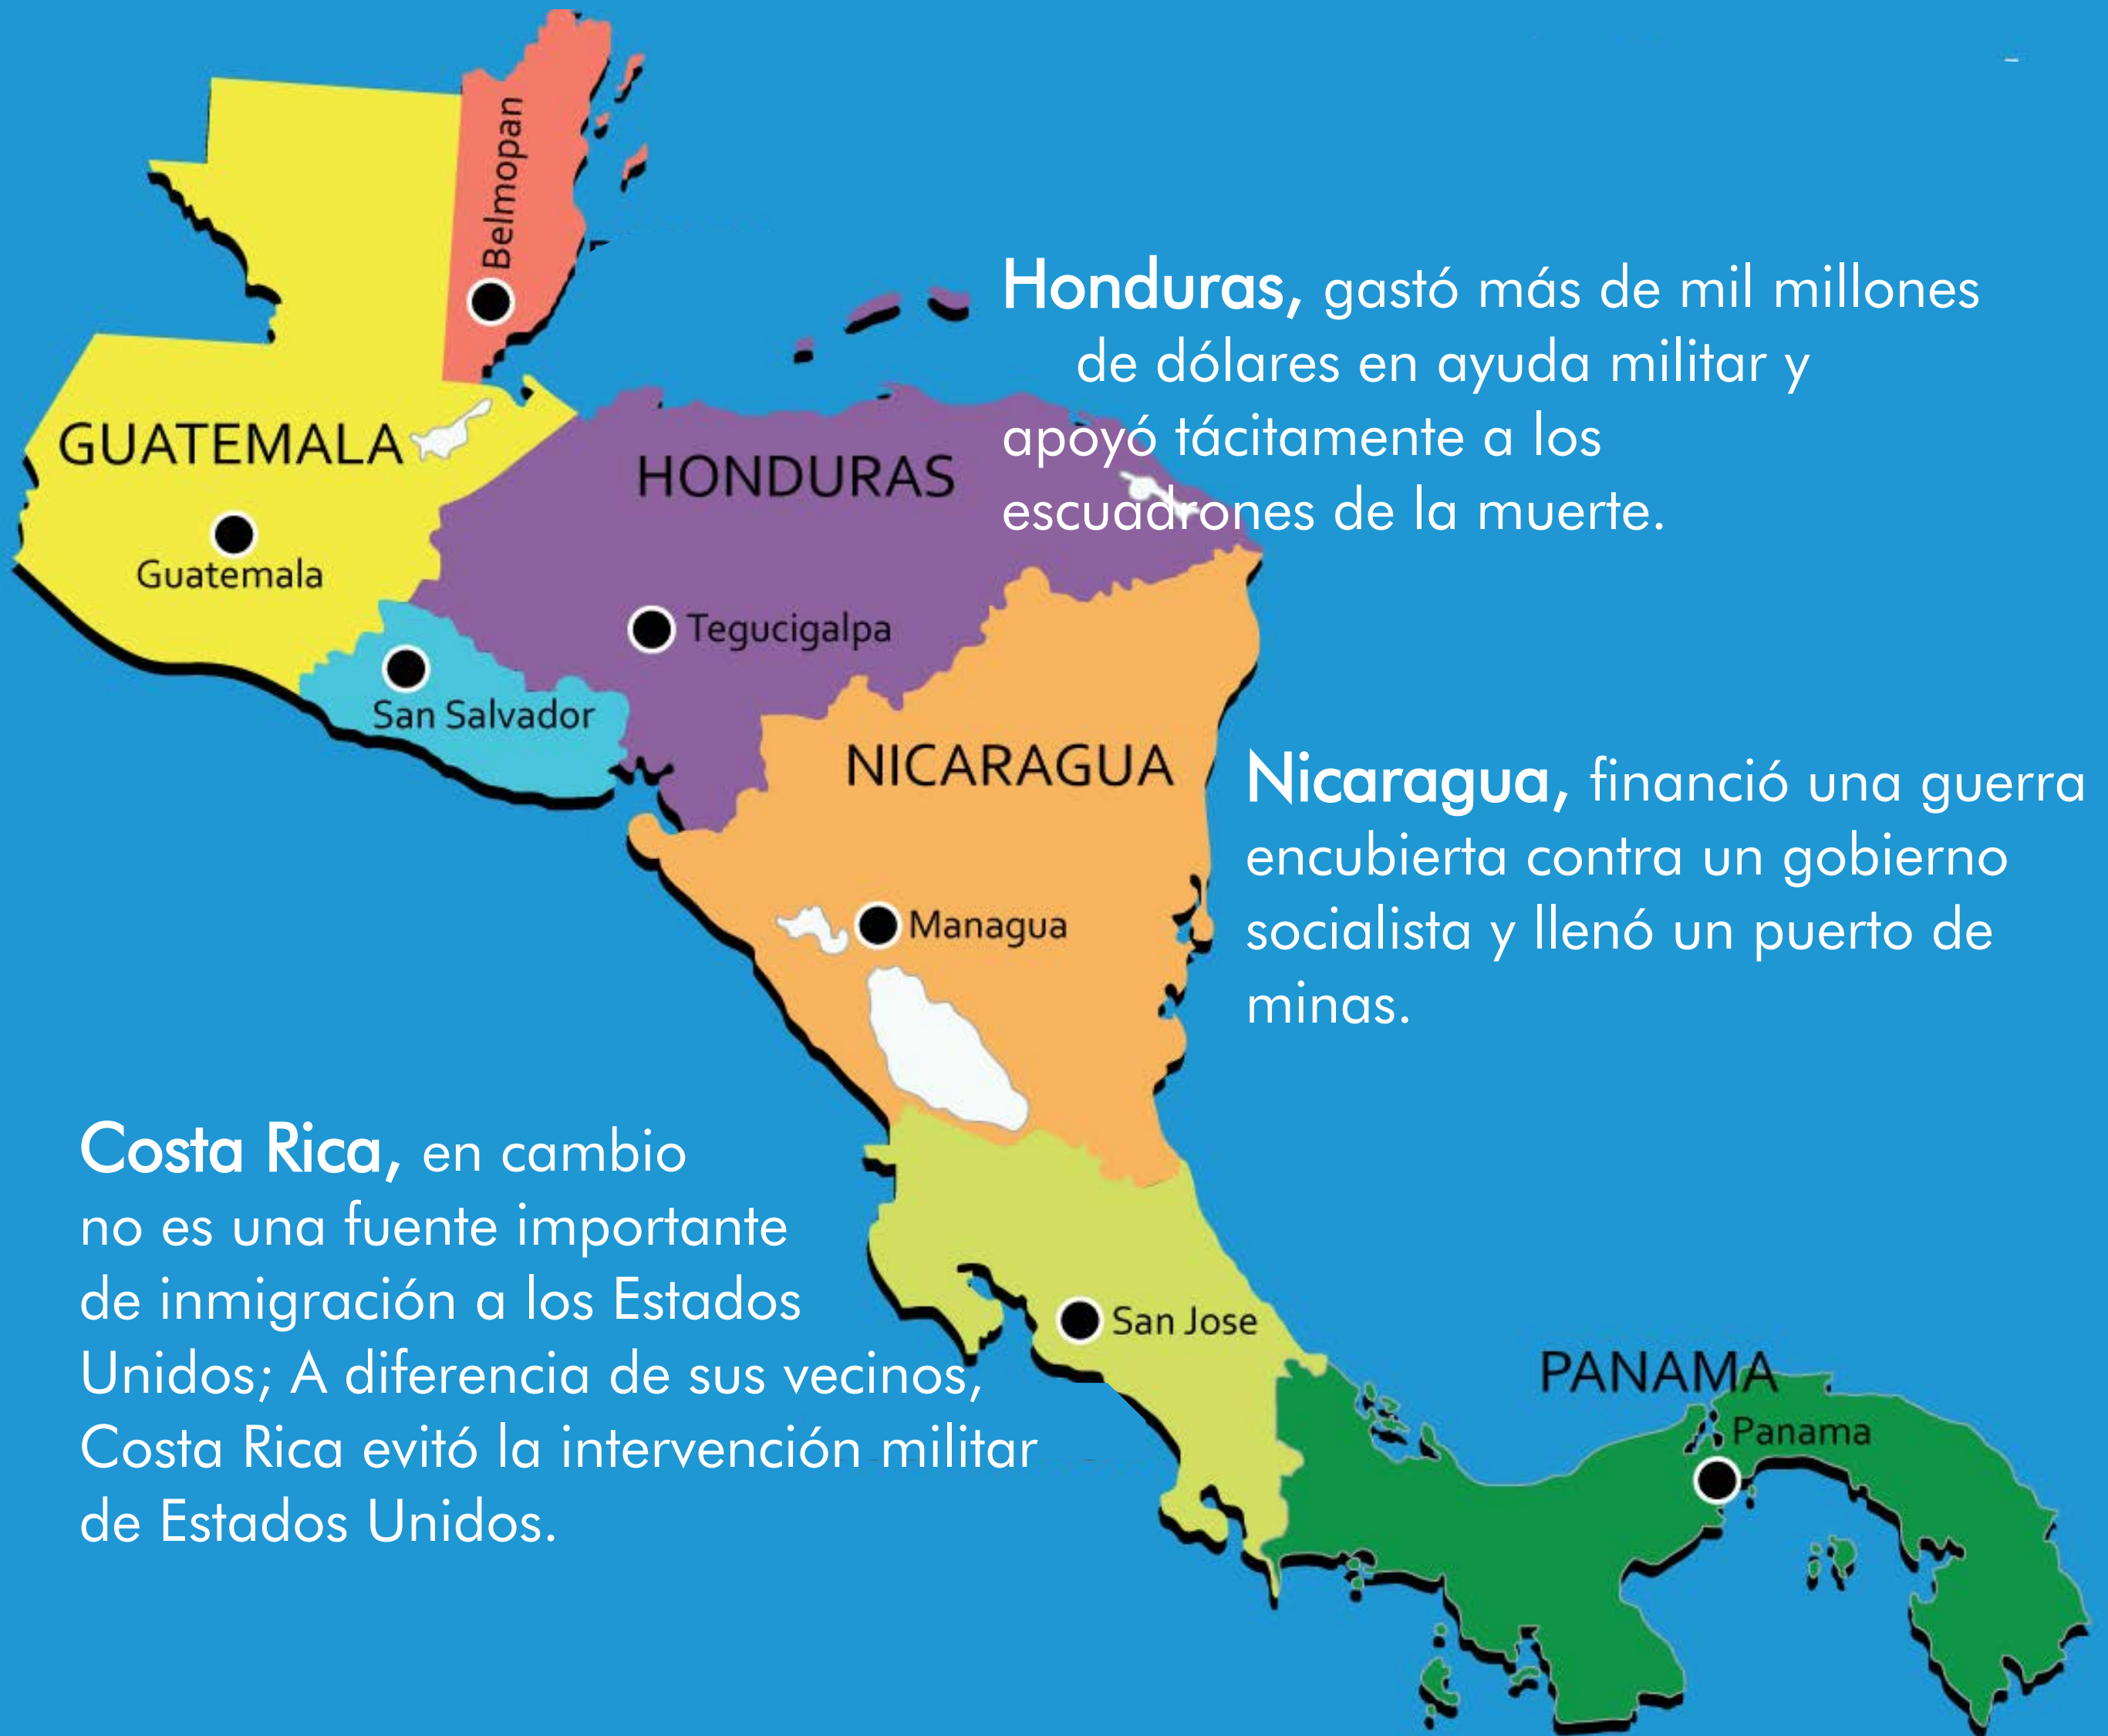 Belmopan
Honduras, gastó más de mil millones
de dólares en ayuda militar y
apoyó tácitamente a los
escuadrones de la muerte.
GUATEMALA
HONDURAS
Guatemala
Tegucigalpa
San Salvador
NICARAGUA
Nicaragua, financió una guerra
encubierta contra un gobierno
socialista y llenó un puerto de
minas.
Managua
Costa Rica, en cambio
no es una fuente importante
de inmigración a los Estados
Unidos; A diferencia de sus vecinos,
Costa Rica evitó la intervención militar
de Estados Unidos.
San Jose
PANAMA
Panama